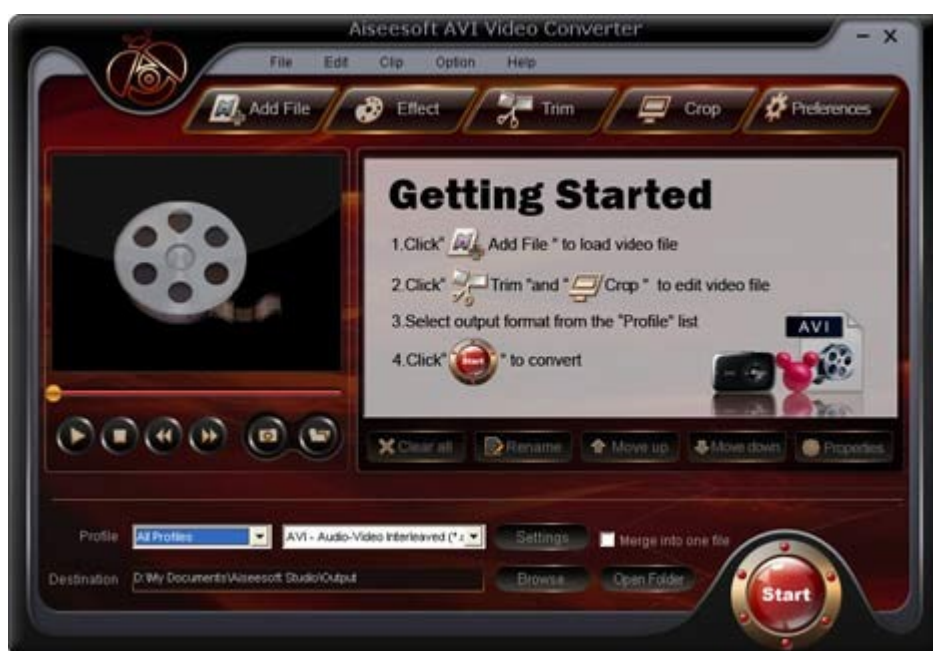 Aiseesoft AVI Video Converter
File Edit Clip Option Help
Add File Effect Trim Crop Preferences
Getting Started
1.Click" Add File " to load video file
2.Click" Trim "and " Crop " to edit video file
3.Select output format from the "Profile" list
AVI
4.Click" Start " to convert
Clear all Rename Move up Move down Properties
Profile All Profiles AVI - Audio-Video Interleaved (*.a Settings Merge into one file
Destination D:\My Documents\Aiseesoft Studio\Output Browse Open Folder
Start